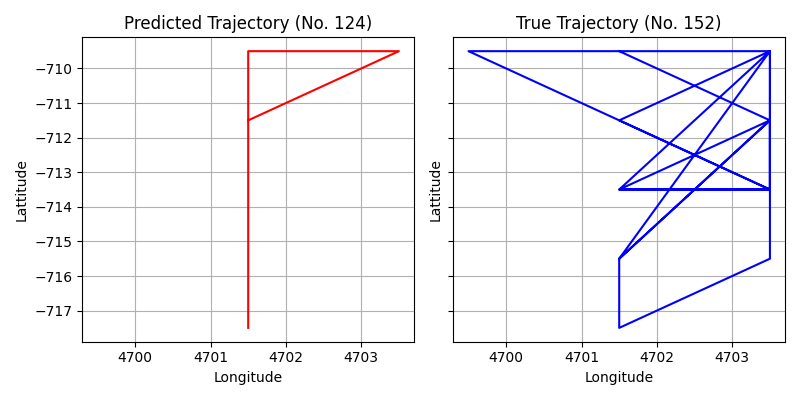 Predicted Trajectory (No. 124)
Lattitude
−710
−711
−712
−713
−714
−715
−716
−717
4700 4701 4702 4703
Longitude
True Trajectory (No. 152)
Lattitude
4700 4701 4702 4703
Longitude